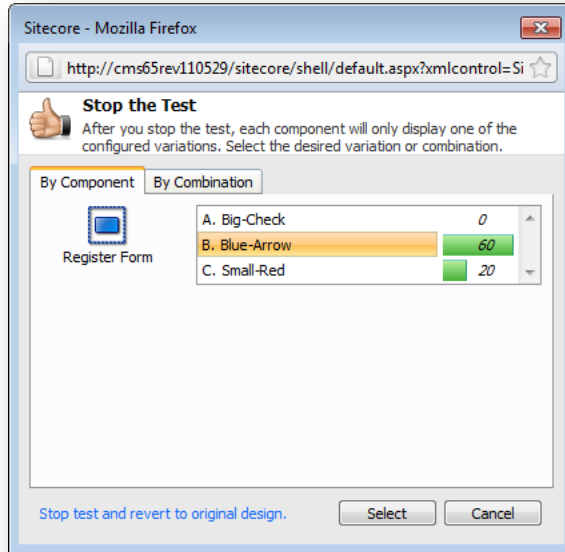 Sitecore - Mozilla Firefox
http://cms65rev110529/sitecore/shell/default.aspx?xmlcontrol=Si
Stop the Test
After you stop the test, each component will only display one of the
configured variations. Select the desired variation or combination.
By Component By Combination
A. Big-Check 0
B. Blue-Arrow 60
C. Small-Red 20
Register Form
Stop test and revert to original design. Select Cancel